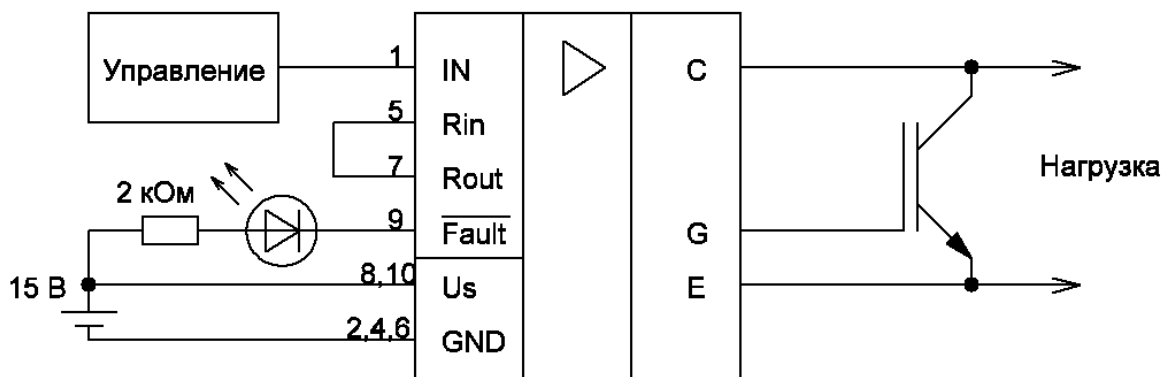 Управление
1
IN
C
5
Rin
7
Rout
Нагрузка
2 кОм
9
Fault
G
8,10
15 В
Us
E
2,4,6
GND